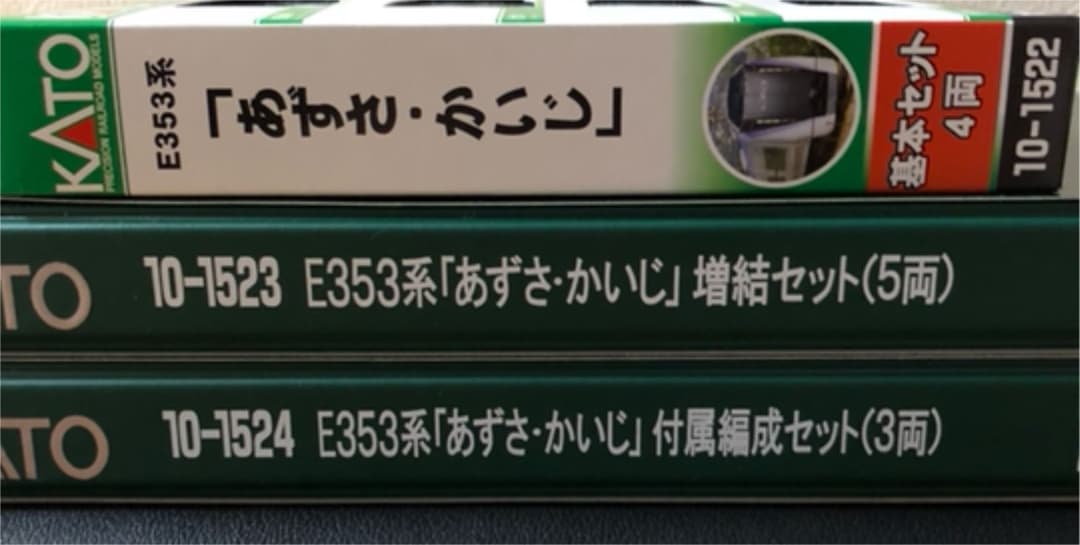 KATO
PRECISION RAILROAD MODELS
E353系
「あずさ・かいじ」
基本セット
4両
10-1522
TO
10-1523 E353系「あずさ・かいじ」増結セット(5両)
ATO
10-1524 E353系「あずさ・かいじ」付属編成セット(3両)